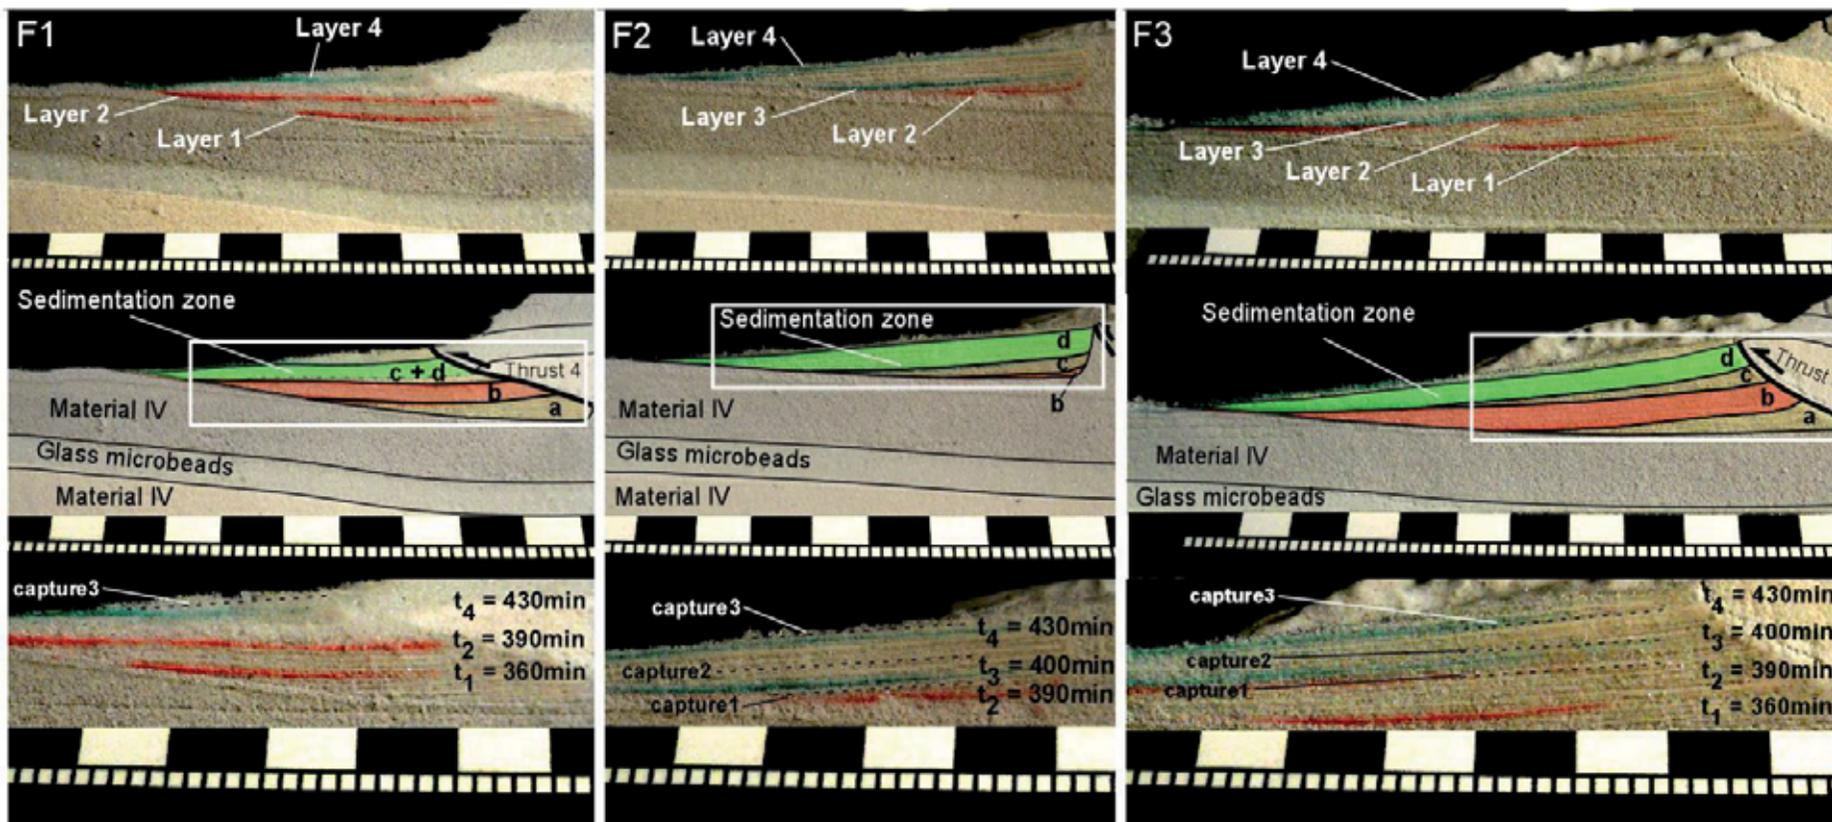 F1
Layer 4
Layer 2
Layer 1
Sedimentation zone
c + d
Thrust 4
b
a
Material IV
Glass microbeads
Material IV
capture3
t4 = 430min
t2 = 390min
t1 = 360min
F2
Layer 4
Layer 3
Layer 2
Sedimentation zone
d
c
b
Material IV
Glass microbeads
Material IV
capture3
t4 = 430min
capture2
t3 = 400min
capture1
t2 = 390min
F3
Layer 4
Layer 3
Layer 2
Layer 1
Sedimentation zone
d
Thrust
c
b
a
Material IV
Glass microbeads
capture3
t4 = 430min
t3 = 400min
capture2
t2 = 390min
capture1
t1 = 360min